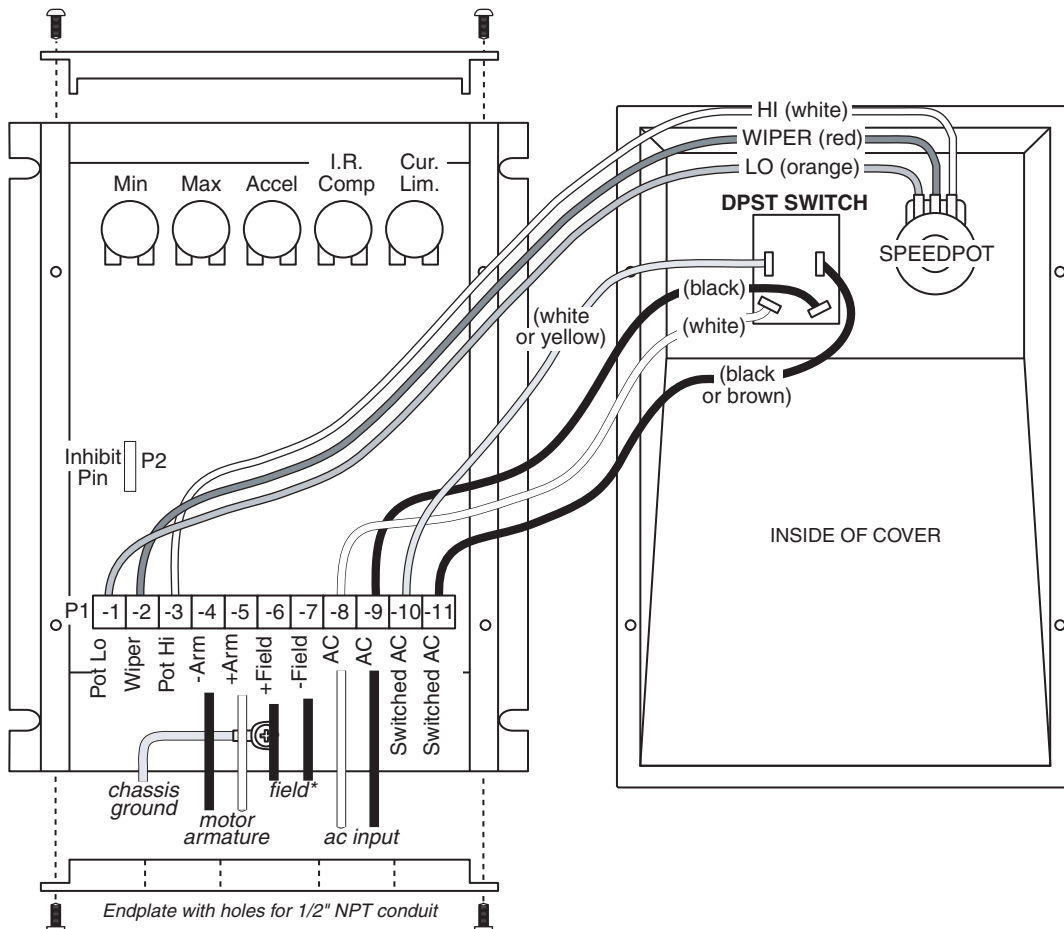 HI (white)
WIPER (red)
LO (orange)
DPST SWITCH
SPEEDPOT
Min
Max
Accel
I.R.
Comp
Cur.
Lim.
(white
or yellow)
(black)
(white)
(black
or brown)
Inhibit
Pin
P2
INSIDE OF COVER
P1
-1
-2
-3
-4
-5
-6
-7
-8
-9
-10
-11
Pot Lo
Wiper
Pot Hi
-Arm
+Arm
+Field
-Field
AC
AC
Switched AC
Switched AC
chassis
ground
motor
armature
field*
ac input
Endplate with holes for 1/2" NPT conduit